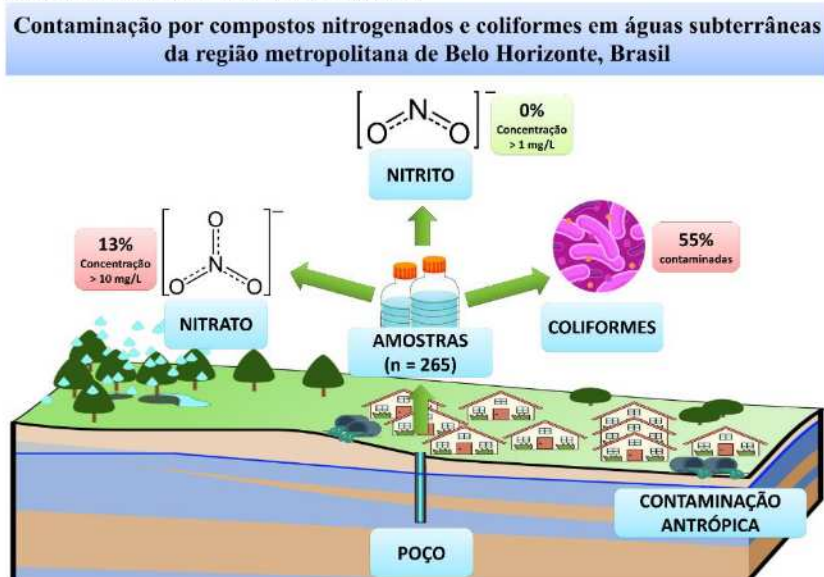 Contaminação por compostos nitrogenados e coliformes em águas subterrâneas
da região metropolitana de Belo Horizonte, Brasil
O
N
O
–
0%
Concentração
> 1 mg/L
NITRITO
13%
Concentração
> 10 mg/L
O
N
O
O
–
NITRATO
55%
contaminadas
COLIFORMES
AMOSTRAS
(n = 265)
CONTAMINAÇÃO
ANTRÓPICA
POÇO